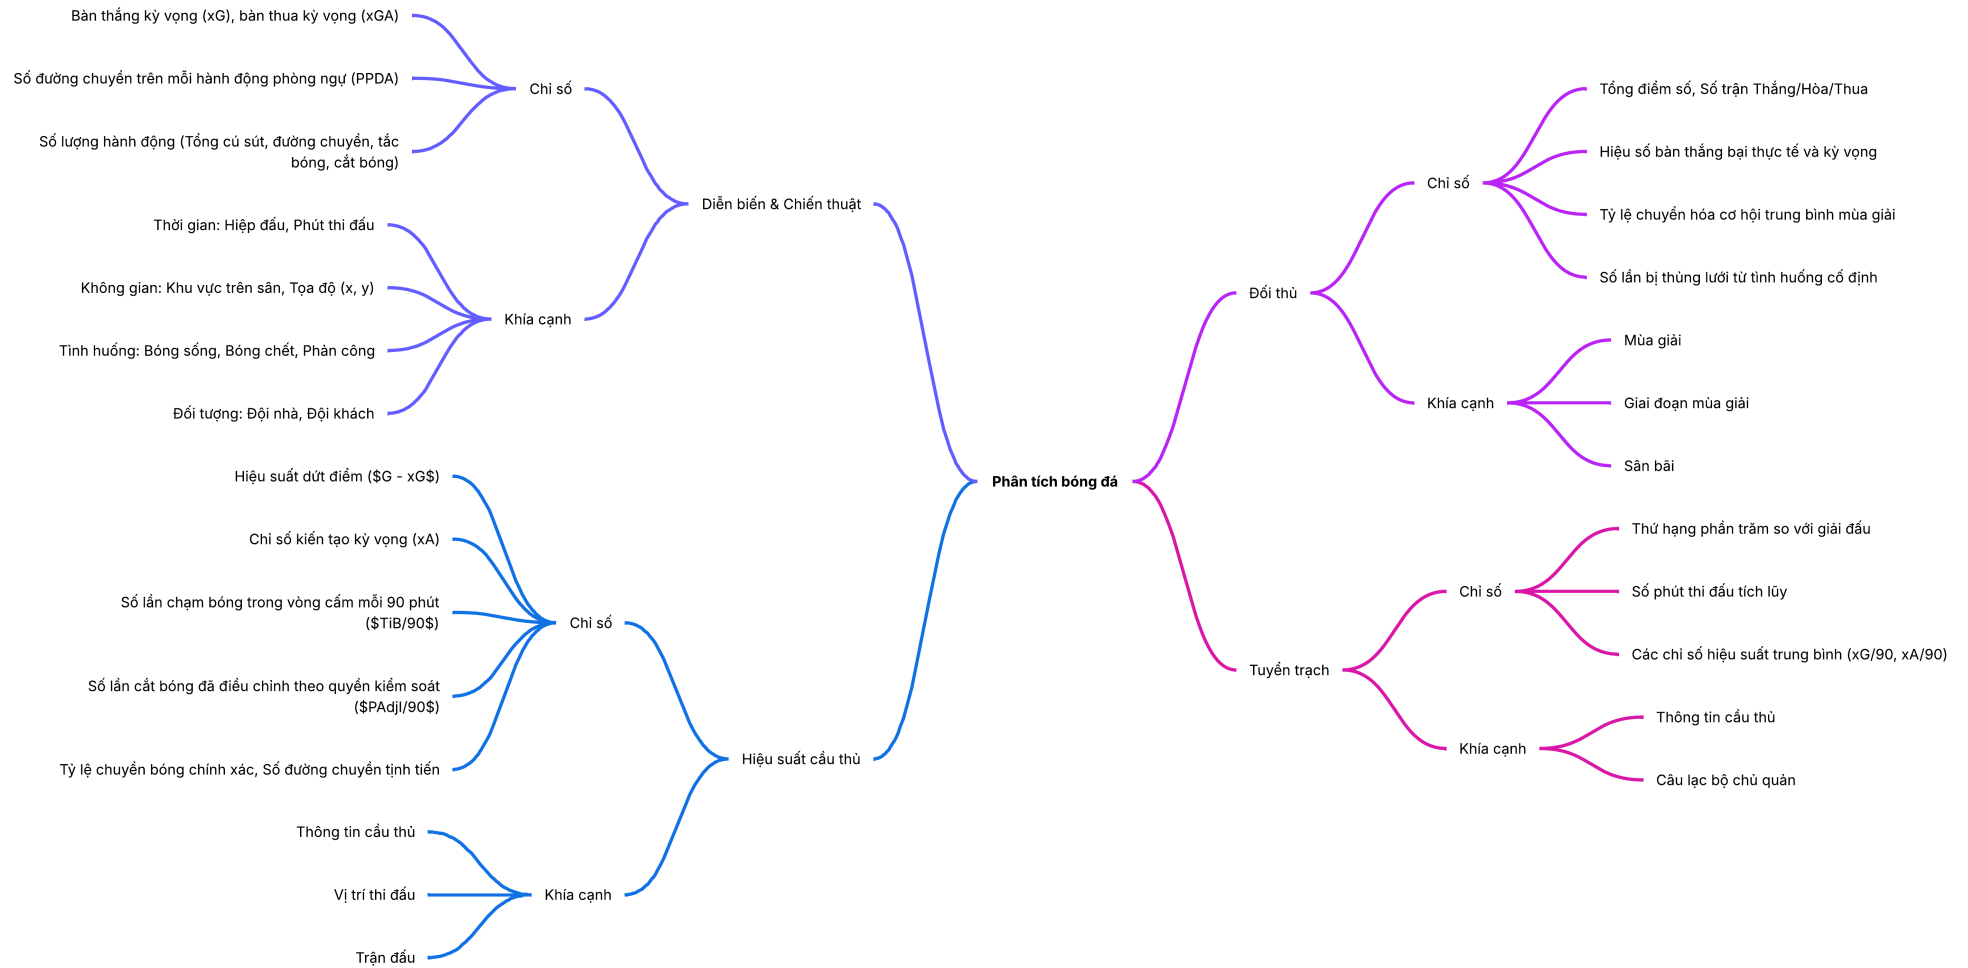 Phân tích bóng đá
Diễn biến & Chiến thuật
Chỉ số
Bàn thắng kỳ vọng (xG), bàn thua kỳ vọng (xGA)
Số đường chuyền trên mỗi hành động phòng ngự (PPDA)
Số lượng hành động (Tổng cú sút, đường chuyền, tắc
bóng, cắt bóng)
Khía cạnh
Thời gian: Hiệp đấu, Phút thi đấu
Không gian: Khu vực trên sân, Tọa độ (x, y)
Tình huống: Bóng sống, Bóng chết, Phản công
Đối tượng: Đội nhà, Đội khách
Hiệu suất cầu thủ
Chỉ số
Hiệu suất dứt điểm ($G - xG$)
Chỉ số kiến tạo kỳ vọng (xA)
Số lần chạm bóng trong vòng cấm mỗi 90 phút
($TiB/90$)
Số lần cắt bóng đã điều chỉnh theo quyền kiểm soát
($PAdjI/90$)
Tỷ lệ chuyền bóng chính xác, Số đường chuyền tịnh tiến
Khía cạnh
Thông tin cầu thủ
Vị trí thi đấu
Trận đấu
Đối thủ
Chỉ số
Tổng điểm số, Số trận Thắng/Hòa/Thua
Hiệu số bàn thắng bại thực tế và kỳ vọng
Tỷ lệ chuyển hóa cơ hội trung bình mùa giải
Số lần bị thủng lưới từ tình huống cố định
Khía cạnh
Mùa giải
Giai đoạn mùa giải
Sân bãi
Tuyển trạch
Chỉ số
Thứ hạng phần trăm so với giải đấu
Số phút thi đấu tích lũy
Các chỉ số hiệu suất trung bình (xG/90, xA/90)
Khía cạnh
Thông tin cầu thủ
Câu lạc bộ chủ quản